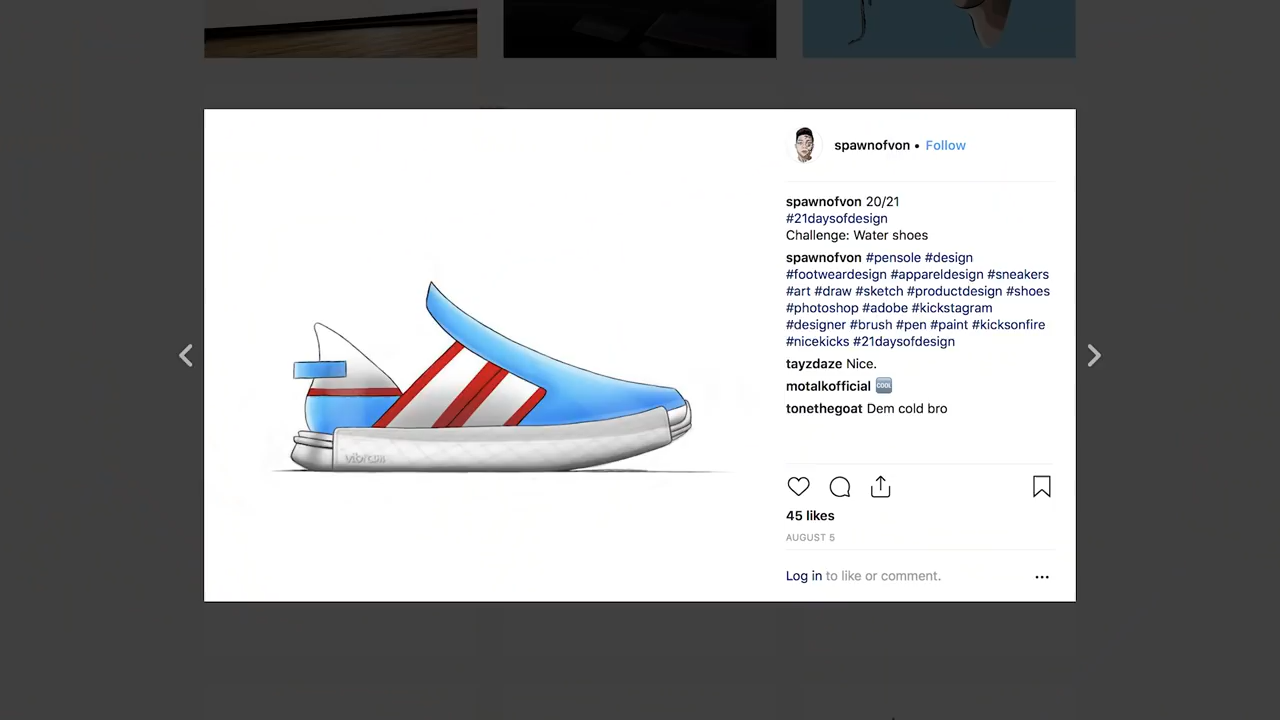 spawnofvon • Follow
spawnofvon 20/21
#21daysofdesign
Challenge: Water shoes
spawnofvon #pensole #design
#footweardesign #appareldesign #sneakers
#art #draw #sketch #productdesign #shoes
#photoshop #adobe #kickstagram
#designer #brush #pen #paint #kicksonfire
#nicekicks #21daysofdesign
tayzdaze Nice.
motalkofficial 🆒
tonethegoat Dem cold bro
vibram
45 likes
AUGUST 5
Log in to like or comment.